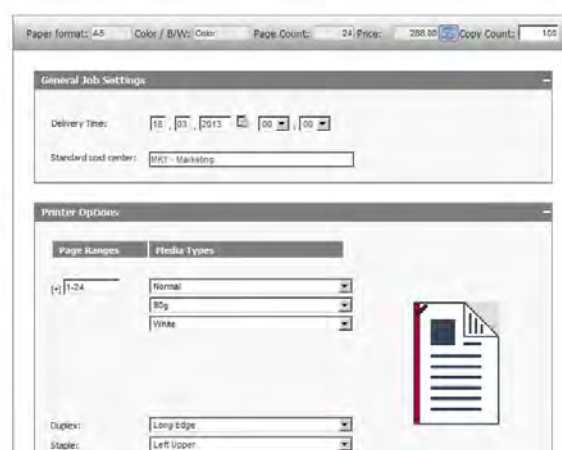 Paper format: A5 Color / B/W: Color Page Count: 24 Price: 288.00 Copy Count: 100
General Job Settings
Delivery Time: 18 . 03 . 2013 00 , 00
Standard cost center: MKT - Marketing
Printer Options
Page Ranges Media Types
[+] 1-24 Normal
80g
White
Duplex: Long Edge
Staple: Left Upper